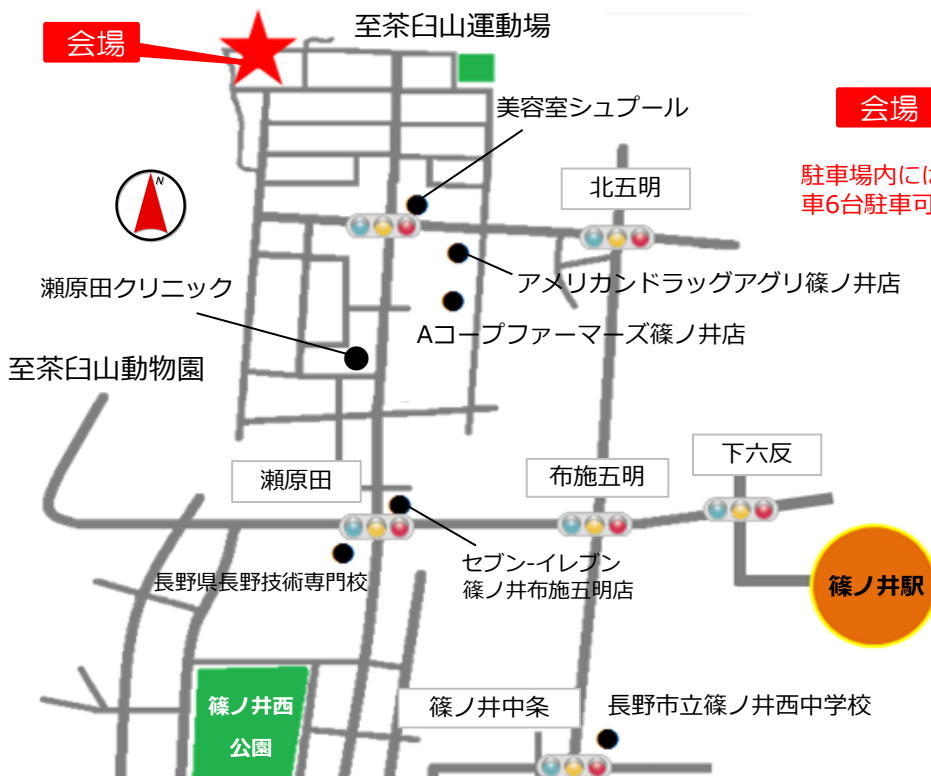 会場
至茶臼山運動場
美容室シュプール
会場
駐車場内には
車6台駐車可
北五明
N
瀬原田クリニック
アメリカンドラッグアグリ篠ノ井店
Aコープファーマーズ篠ノ井店
至茶臼山動物園
下六反
瀬原田
布施五明
セブン-イレブン
篠ノ井布施五明店
長野県長野技術専門校
篠ノ井駅
篠ノ井西
公園
篠ノ井中条
長野市立篠ノ井西中学校